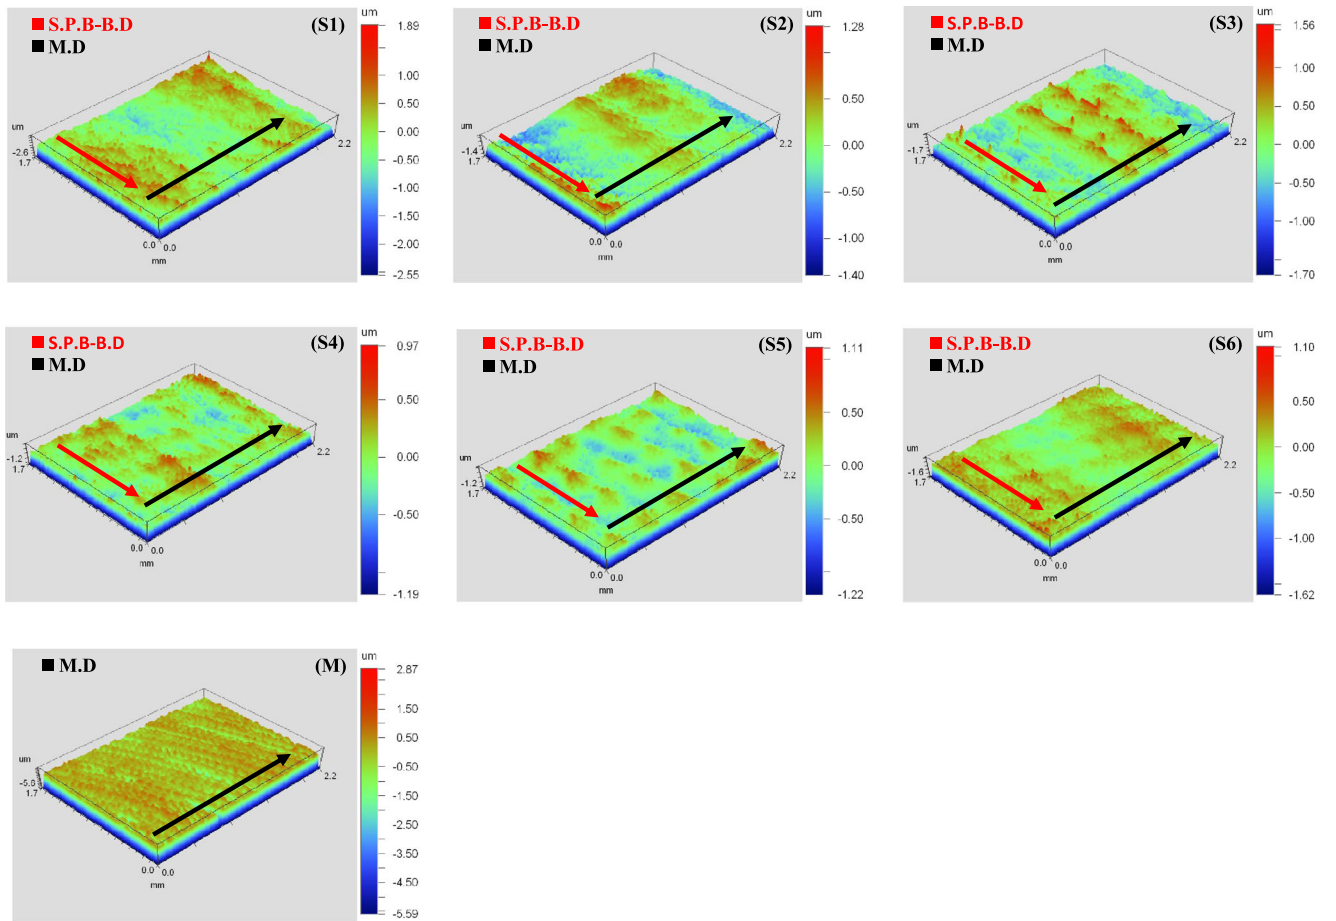 S.P.B-B.D
M.D
(S1)
um
1.89
1.00
0.50
0.00
-0.50
-1.00
-1.50
-2.00
-2.55
um
-2.6
1.7
2.2
0.0 0.0
mm
S.P.B-B.D
M.D
(S2)
um
1.28
0.50
0.00
-0.50
-1.00
-1.40
um
-1.4
1.7
2.2
0.0 0.0
mm
S.P.B-B.D
M.D
(S3)
um
1.56
1.00
0.50
0.00
-0.50
-1.00
-1.70
um
-1.7
1.7
2.2
0.0 0.0
mm
S.P.B-B.D
M.D
(S4)
um
0.97
0.50
0.00
-0.50
-1.19
um
-1.2
1.7
2.2
0.0 0.0
mm
S.P.B-B.D
M.D
(S5)
um
1.11
0.50
0.00
-0.50
-1.22
um
-1.2
1.7
2.2
0.0 0.0
mm
S.P.B-B.D
M.D
(S6)
um
1.10
0.50
0.00
-0.50
-1.00
-1.62
um
-1.6
1.7
2.2
0.0 0.0
mm
M.D
(M)
um
2.87
1.50
0.50
-0.50
-1.50
-2.50
-3.50
-4.50
-5.59
um
-5.6
1.7
2.2
0.0 0.0
mm